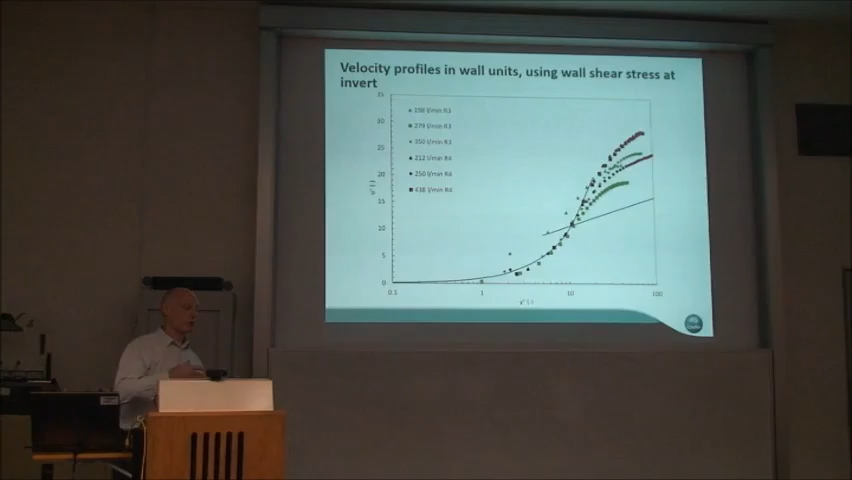 Velocity profiles in wall units, using wall shear stress at
invert
35
30
25
20
15
10
5
0
0.1
1
10
100
198 l/min R3
279 l/min R3
350 l/min R3
212 l/min R4
250 l/min R4
438 l/min R4